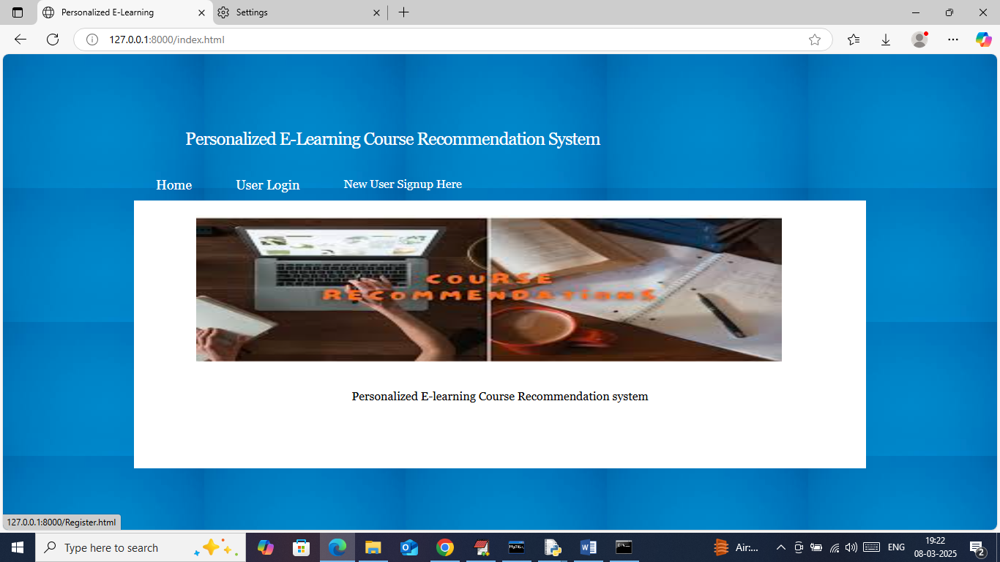 Personalized E-Learning
Settings
127.0.0.1:8000/index.html
Personalized E-Learning Course Recommendation System
Home User Login New User Signup Here
COURSE
RECOMMENDATIONS
Personalized E-learning Course Recommendation system
127.0.0.1:8000/Register.html
Type here to search
Air...
ENG
19:22
08-03-2025
2